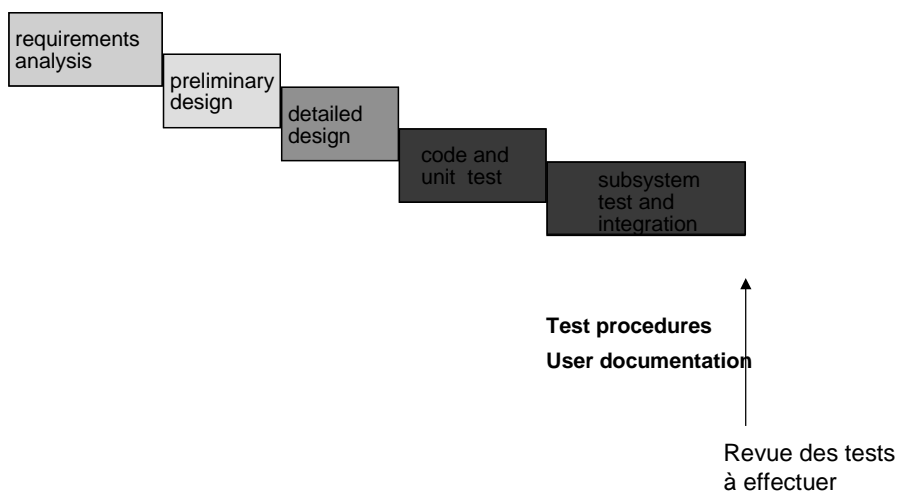 requirements
analysis
preliminary
design
detailed
design
code and
unit test
subsystem
test and
integration
Test procedures
User documentation
Revue des tests
à effectuer